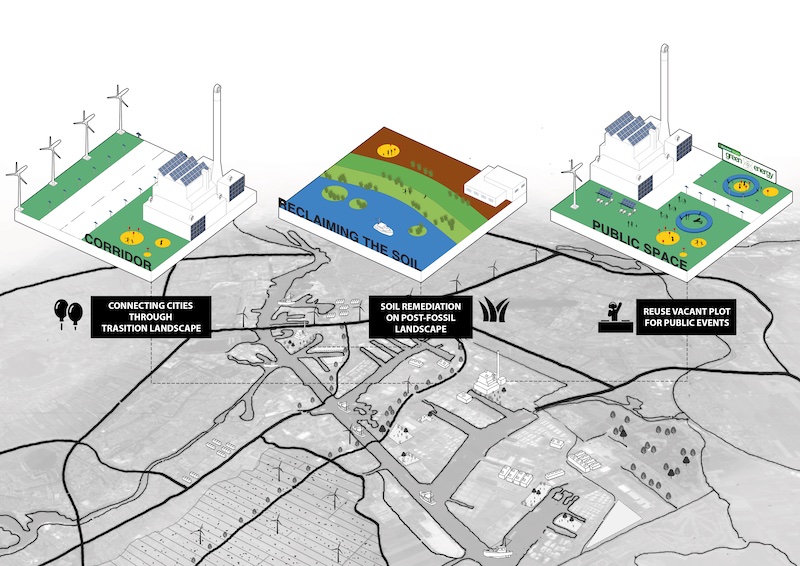 CORRIDOR
RECLAIMING THE SOIL
PUBLIC SPACE
green energy
CONNECTING CITIES
THROUGH
TRASITION LANDSCAPE
SOIL REMEDIATION
ON POST-FOSSIL
LANDSCAPE
REUSE VACANT PLOT
FOR PUBLIC EVENTS